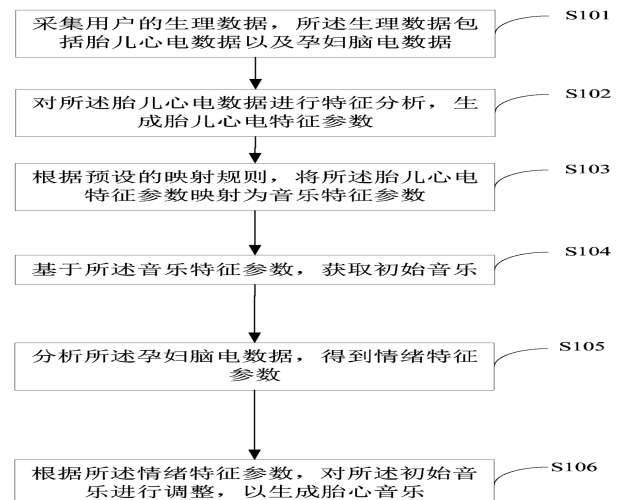 采集用户的生理数据，所述生理数据包
括胎儿心电数据以及孕妇脑电数据
S101
对所述胎儿心电数据进行特征分析，生
成胎儿心电特征参数
S102
根据预设的映射规则，将所述胎儿心电
特征参数映射为音乐特征参数
S103
基于所述音乐特征参数，获取初始音乐
S104
分析所述孕妇脑电数据，得到情绪特征
参数
S105
根据所述情绪特征参数，对所述初始音
乐进行调整，以生成胎心音乐
S106